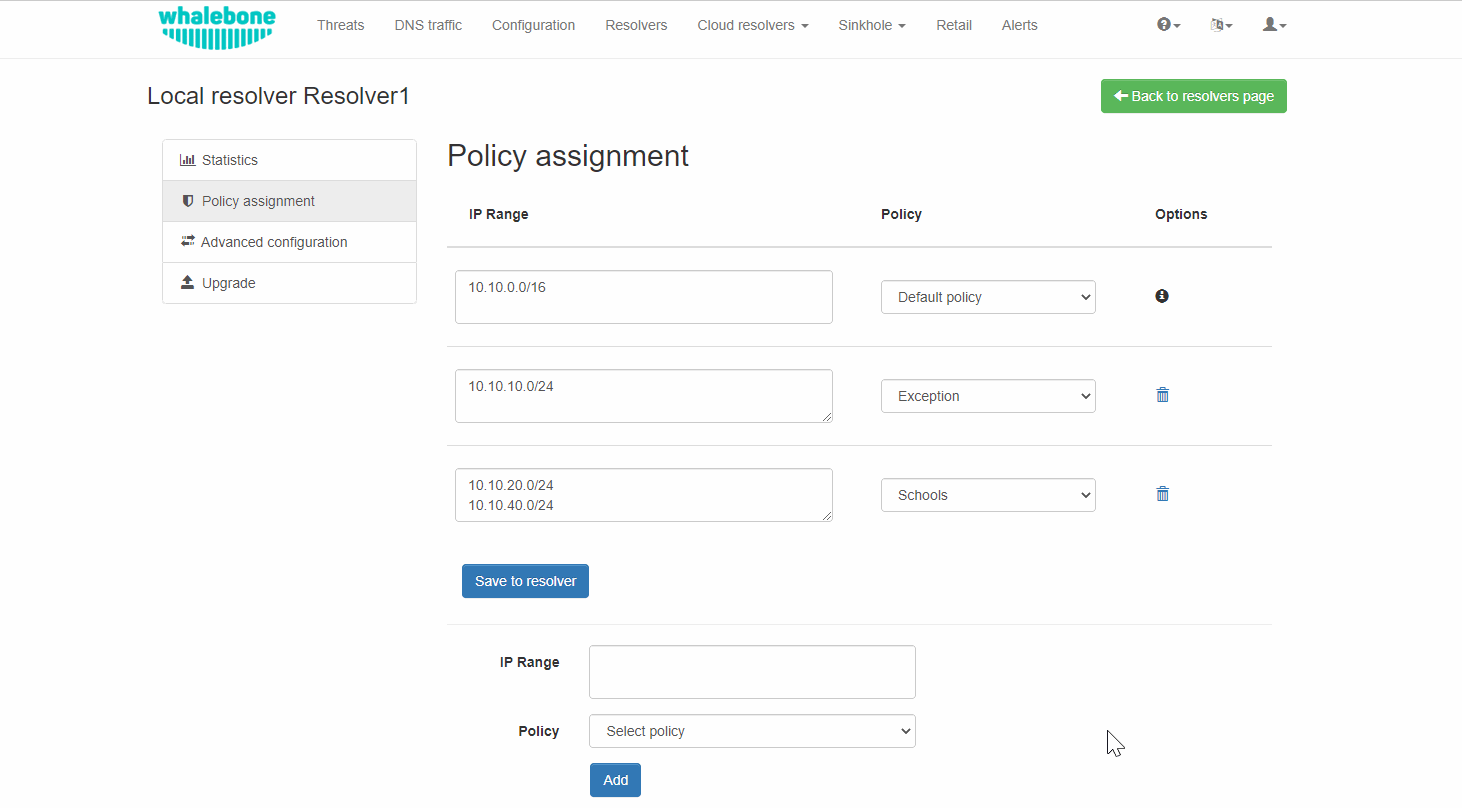 whalebone
Threats DNS traffic Configuration Resolvers Cloud resolvers Sinkhole Retail Alerts
Local resolver Resolver1
Back to resolvers page
Statistics
Policy assignment
Advanced configuration
Upgrade
Policy assignment
IP Range Policy Options
10.10.0.0/16 Default policy
10.10.10.0/24 Exception
10.10.20.0/24
10.10.40.0/24
Schools
Save to resolver
IP Range
Policy Select policy
Add